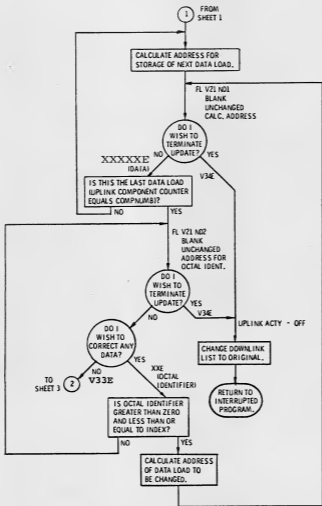 1
FROM
SHEET 1
CALCULATE ADDRESS FOR
STORAGE OF NEXT DATA LOAD.
FL V21 N01
BLANK
UNCHANGED
CALC. ADDRESS
DO I
WISH TO
TERMINATE
UPDATE?
NO
YES
XXXXXE
(DATA)
V34E
IS THIS THE LAST DATA LOAD
(UPLINK COMPONENT COUNTER
EQUALS COMPNUMB)?
NO
YES
FL V21 N02
BLANK
UNCHANGED
ADDRESS FOR
OCTAL IDENT.
DO I
WISH TO
TERMINATE
UPDATE?
YES
NO
V34E
UPLINK ACTY - OFF
DO I
WISH TO
CORRECT ANY
DATA?
CHANGE DOWNLINK
LIST TO ORIGINAL.
NO
YES
TO
SHEET 3
2
V33E
XXE
(OCTAL
IDENTIFIER)
RETURN TO
INTERRUPTED
PROGRAM.
IS OCTAL IDENTIFIER
GREATER THAN ZERO
AND LESS THAN OR
EQUAL TO INDEX?
NO
YES
CALCULATE ADDRESS
OF DATA LOAD TO
BE CHANGED.